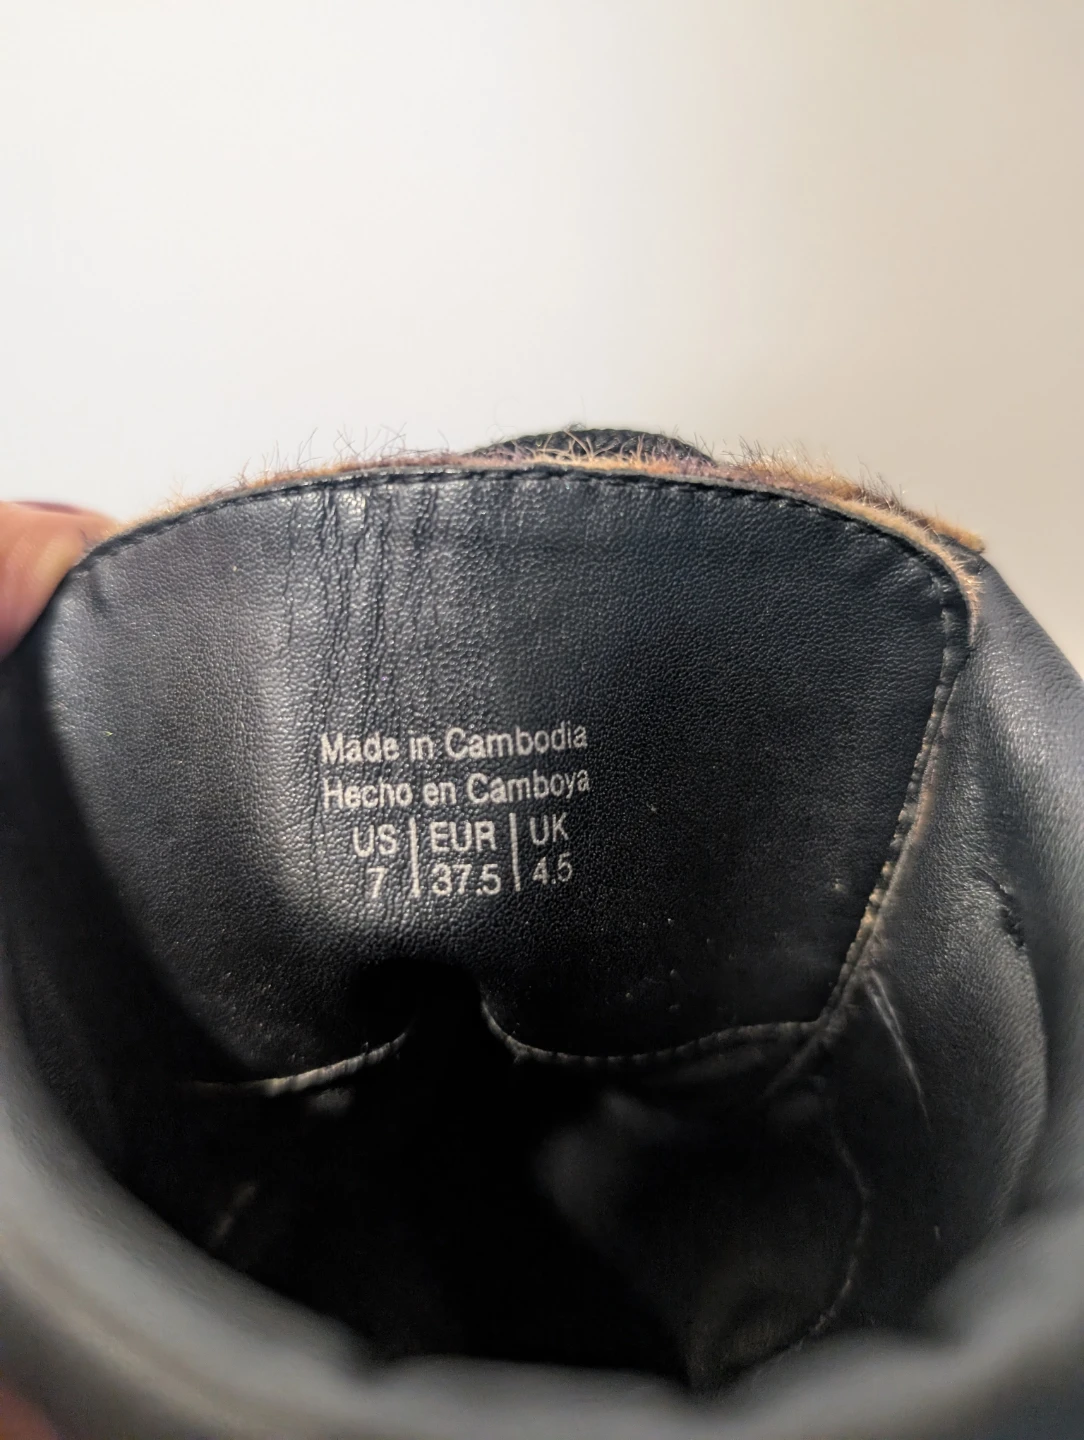 Made in Cambodia
Hecho en Camboya
US | EUR | UK
7 | 37.5 | 4.5